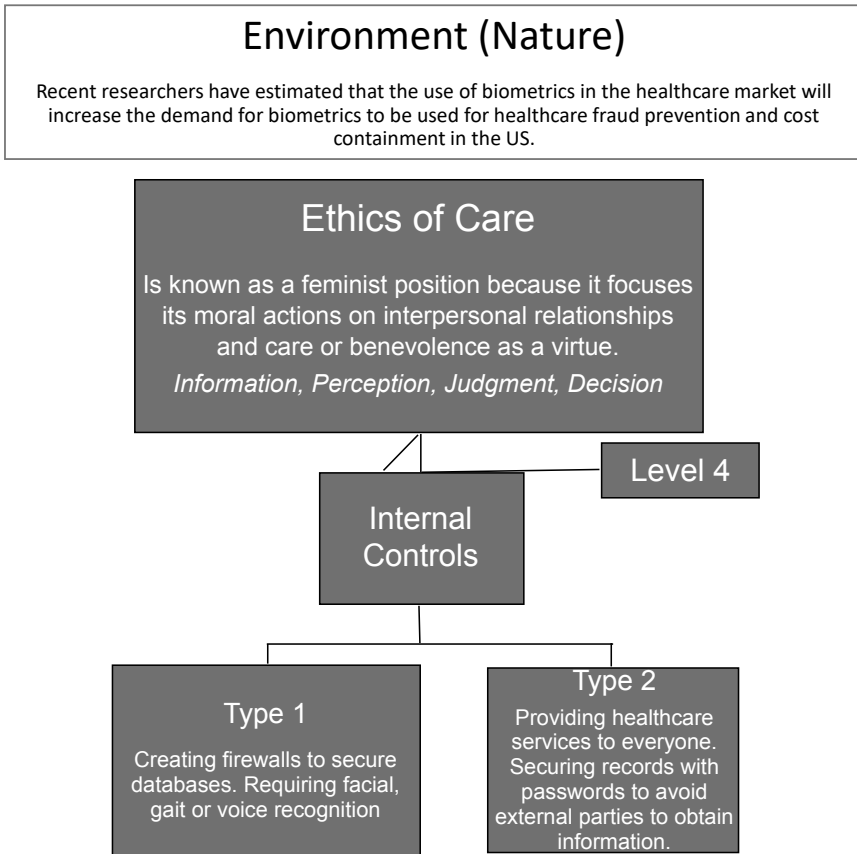 Environment (Nature)
Recent researchers have estimated that the use of biometrics in the healthcare market will
increase the demand for biometrics to be used for healthcare fraud prevention and cost
containment in the US.
Ethics of Care
Is known as a feminist position because it focuses
its moral actions on interpersonal relationships
and care or benevolence as a virtue.
Information, Perception, Judgment, Decision
Level 4
Internal
Controls
Type 1
Creating firewalls to secure
databases. Requiring facial,
gait or voice recognition
Type 2
Providing healthcare
services to everyone.
Securing records with
passwords to avoid
external parties to obtain
information.